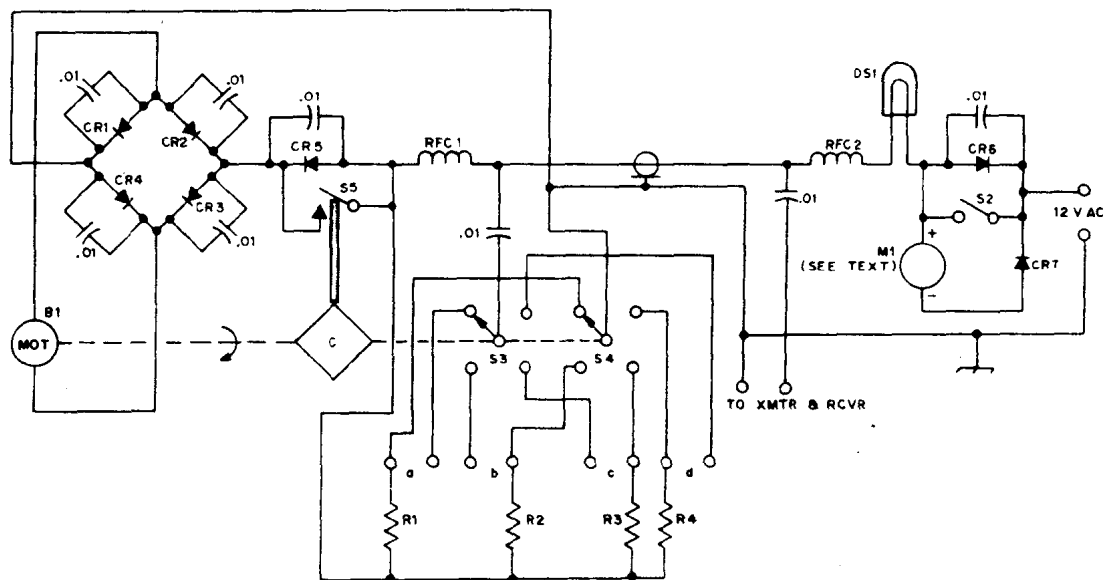 .01
.01
CR1
CR2
CR4
CR3
.01
.01
.01
CR5
S5
RFC1
.01
RFC2
DS1
.01
CR6
S2
12 V AC
.01
M1
(SEE TEXT)
+
-
CR7
B1
MOT
C
S3
S4
TO XMTR & RCVR
a
b
c
d
R1
R2
R3
R4